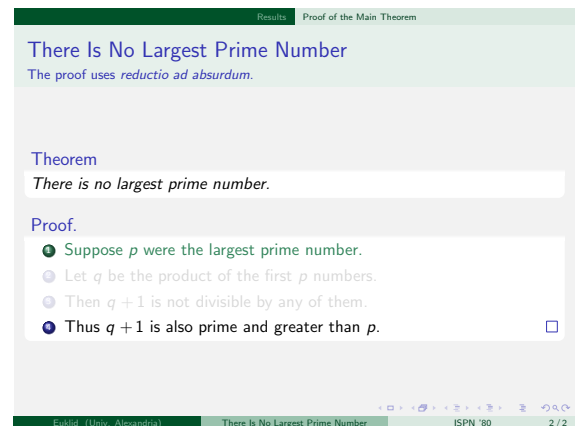 Results Proof of the Main Theorem
There Is No Largest Prime Number
The proof uses reductio ad absurdum.
Theorem
There is no largest prime number.
Proof.
1 Suppose p were the largest prime number.
2 Let q be the product of the first p numbers.
3 Then q + 1 is not divisible by any of them.
4 Thus q + 1 is also prime and greater than p.
Euklid (Univ. Alexandria) There Is No Largest Prime Number ISPN '80 2 / 2